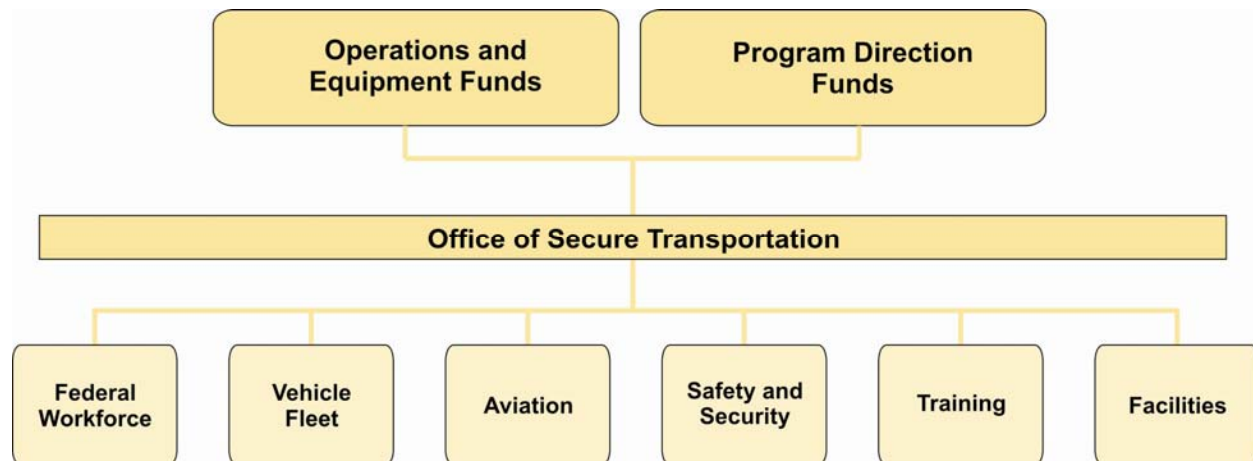 Operations and
Equipment Funds
Program Direction
Funds
Office of Secure Transportation
Federal
Workforce
Vehicle
Fleet
Aviation
Safety and
Security
Training
Facilities